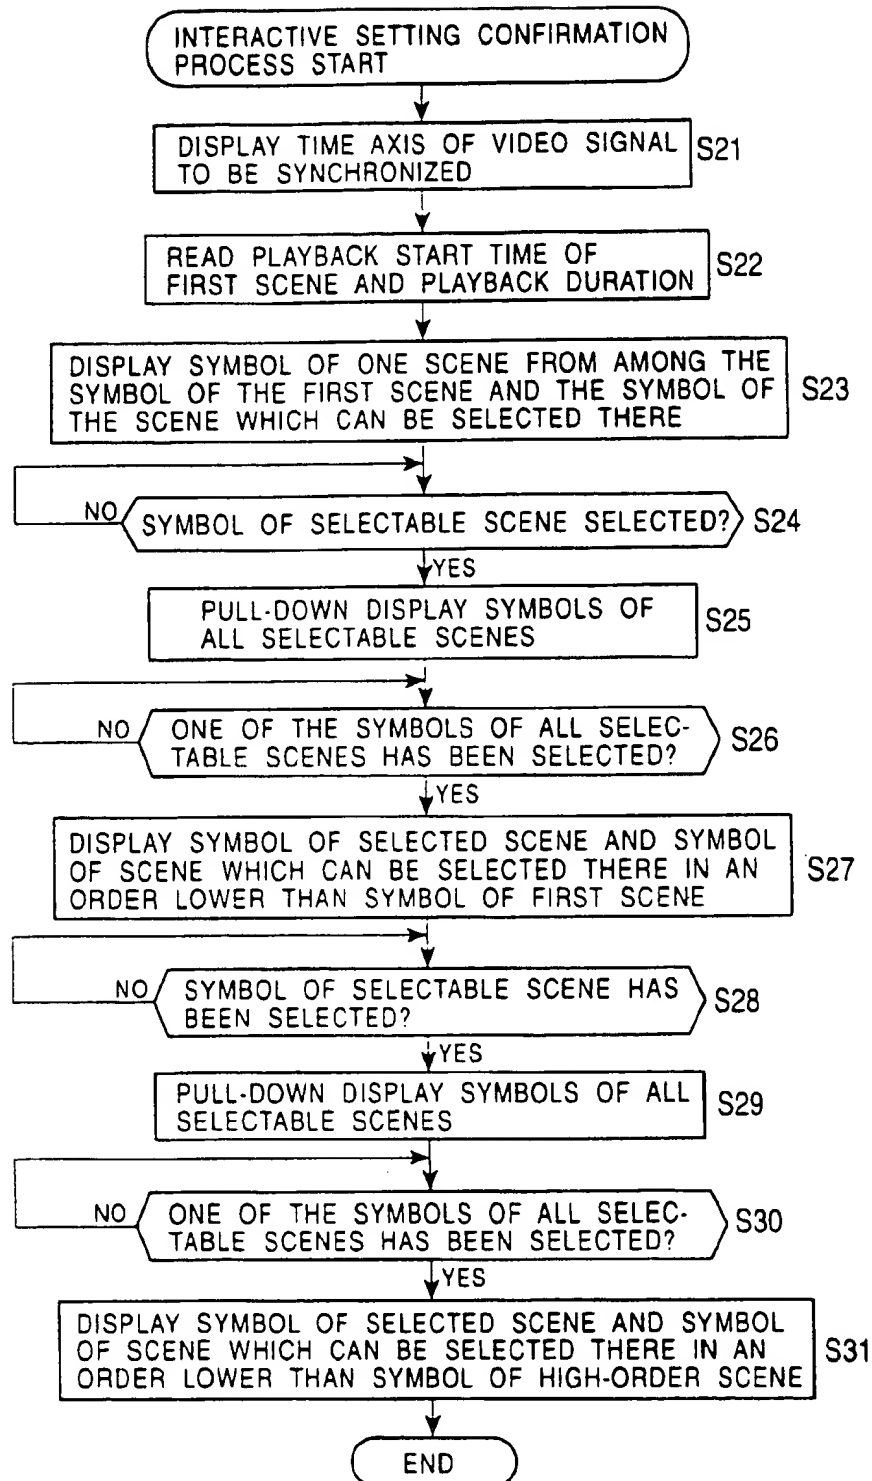 INTERACTIVE SETTING CONFIRMATION
PROCESS START
DISPLAY TIME AXIS OF VIDEO SIGNAL
TO BE SYNCHRONIZED
S21
READ PLAYBACK START TIME OF
FIRST SCENE AND PLAYBACK DURATION
S22
DISPLAY SYMBOL OF ONE SCENE FROM AMONG THE
SYMBOL OF THE FIRST SCENE AND THE SYMBOL OF
THE SCENE WHICH CAN BE SELECTED THERE
S23
NO
SYMBOL OF SELECTABLE SCENE SELECTED?
S24
YES
PULL-DOWN DISPLAY SYMBOLS OF
ALL SELECTABLE SCENES
S25
NO
ONE OF THE SYMBOLS OF ALL SELEC-
TABLE SCENES HAS BEEN SELECTED?
S26
YES
DISPLAY SYMBOL OF SELECTED SCENE AND SYMBOL
OF SCENE WHICH CAN BE SELECTED THERE IN AN
ORDER LOWER THAN SYMBOL OF FIRST SCENE
S27
NO
SYMBOL OF SELECTABLE SCENE HAS
BEEN SELECTED?
S28
YES
PULL-DOWN DISPLAY SYMBOLS OF ALL
SELECTABLE SCENES
S29
NO
ONE OF THE SYMBOLS OF ALL SELEC-
TABLE SCENES HAS BEEN SELECTED?
S30
YES
DISPLAY SYMBOL OF SELECTED SCENE AND SYMBOL
OF SCENE WHICH CAN BE SELECTED THERE IN AN
ORDER LOWER THAN SYMBOL OF HIGH-ORDER SCENE
S31
END